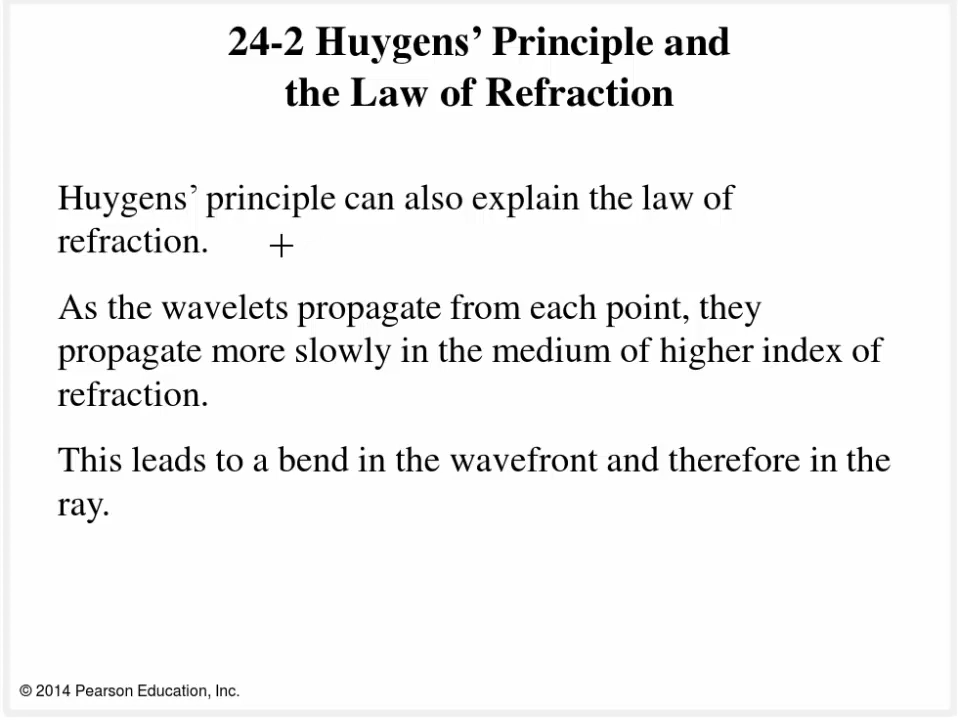 24-2 Huygens’ Principle and
the Law of Refraction
Huygens’ principle can also explain the law of
refraction.
As the wavelets propagate from each point, they
propagate more slowly in the medium of higher index of
refraction.
This leads to a bend in the wavefront and therefore in the
ray.
© 2014 Pearson Education, Inc.